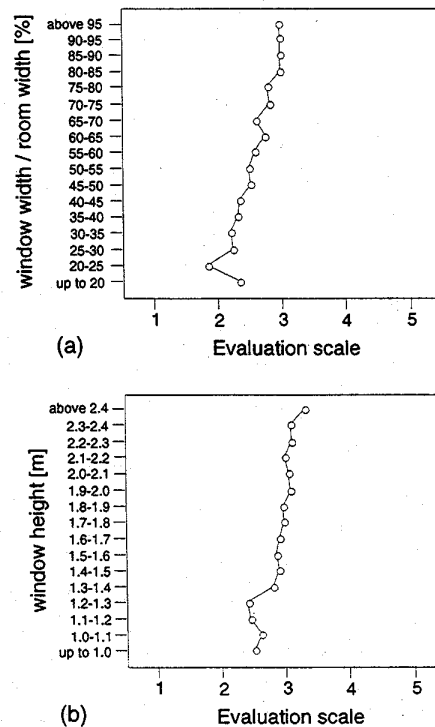 window width / room width [%]
above 95
90-95
85-90
80-85
75-80
70-75
65-70
60-65
55-60
50-55
45-50
40-45
35-40
30-35
25-30
20-25
up to 20
1 2 3 4 5
(a) Evaluation scale
window height [m]
above 2.4
2.3-2.4
2.2-2.3
2.1-2.2
2.0-2.1
1.9-2.0
1.8-1.9
1.7-1.8
1.6-1.7
1.5-1.6
1.4-1.5
1.3-1.4
1.2-1.3
1.1-1.2
1.0-1.1
up to 1.0
1 2 3 4 5
(b) Evaluation scale